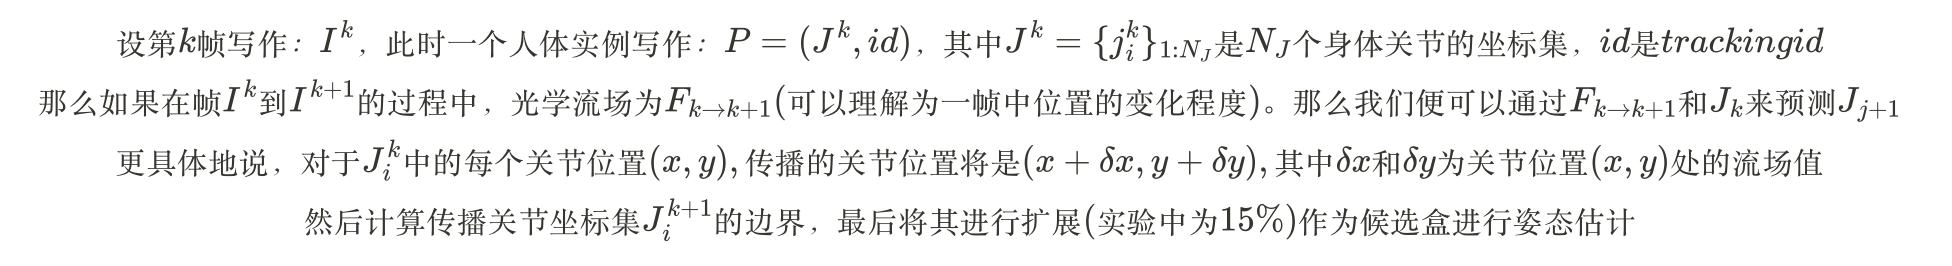 设第$k$帧写作：$I^k$，此时一个人体实例写作：$P = (J^k, id)$，其中$J^k = \{j_i^k\}_{1:N_J}$是$N_J$个身体关节的坐标集，$id$是$trackingid$
那么如果在帧$I^k$到$I^{k+1}$的过程中，光学流场为$F_{k \to k+1}$(可以理解为一帧中位置的变化程度)。那么我们便可以通过$F_{k \to k+1}$和$J_k$来预测$J_{j+1}$
更具体地说，对于$J_i^k$中的每个关节位置$(x, y)$, 传播的关节位置将是$(x + \delta x, y + \delta y)$, 其中$\delta x$和$\delta y$为关节位置$(x, y)$处的流场值
然后计算传播关节坐标集$J_i^{k+1}$的边界，最后将其进行扩展(实验中为15%)作为候选盒进行姿态估计